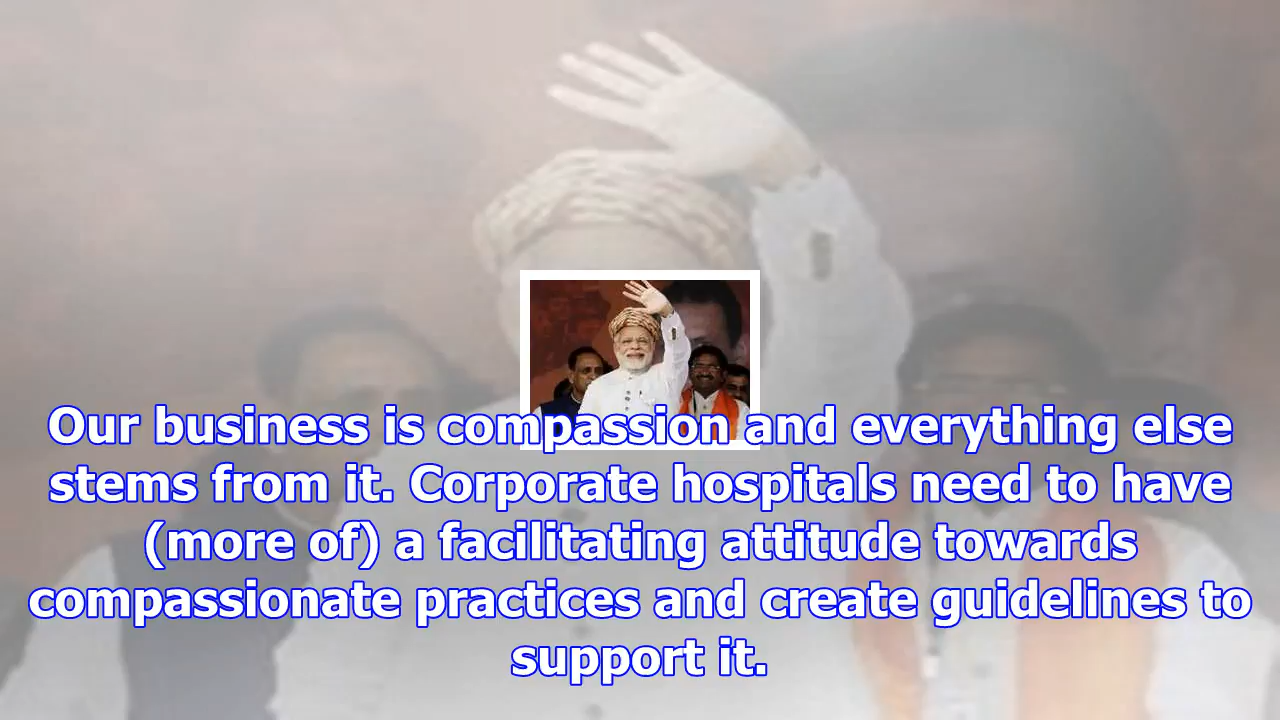 Our business is compassion and everything else
stems from it. Corporate hospitals need to have
(more of) a facilitating attitude towards
compassionate practices and create guidelines to
support it.